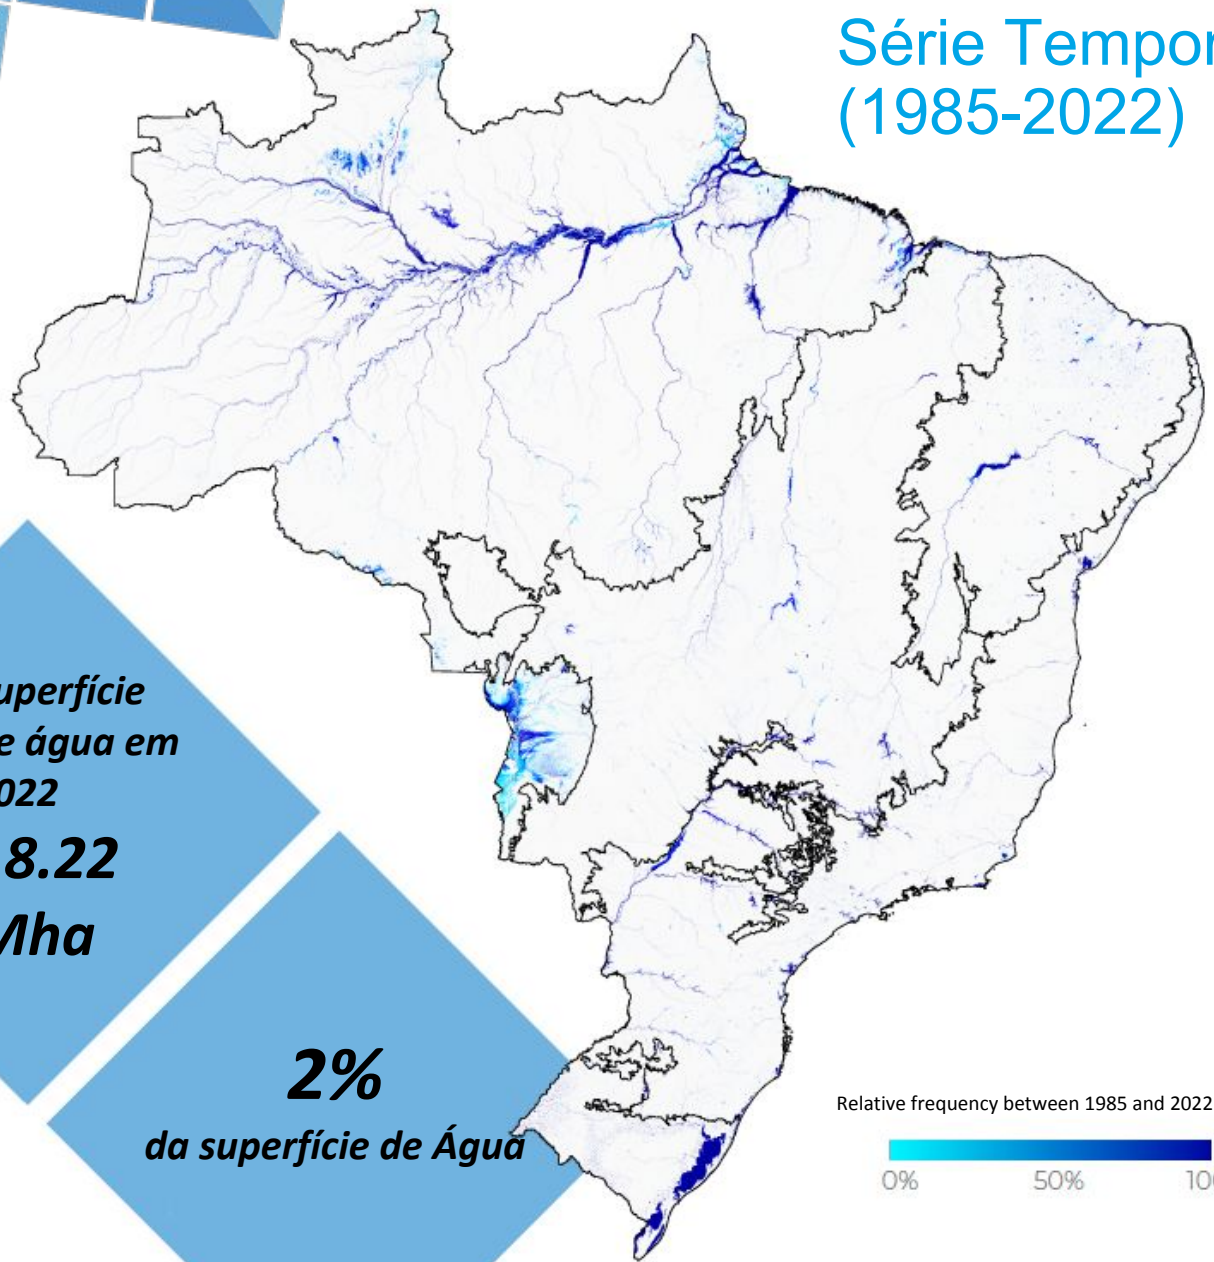 Série Tempor
(1985-2022)
uperfície
e água em
022
8.22
Mha
2%
da superfície de Água
Relative frequency between 1985 and 2022
0% 50% 10